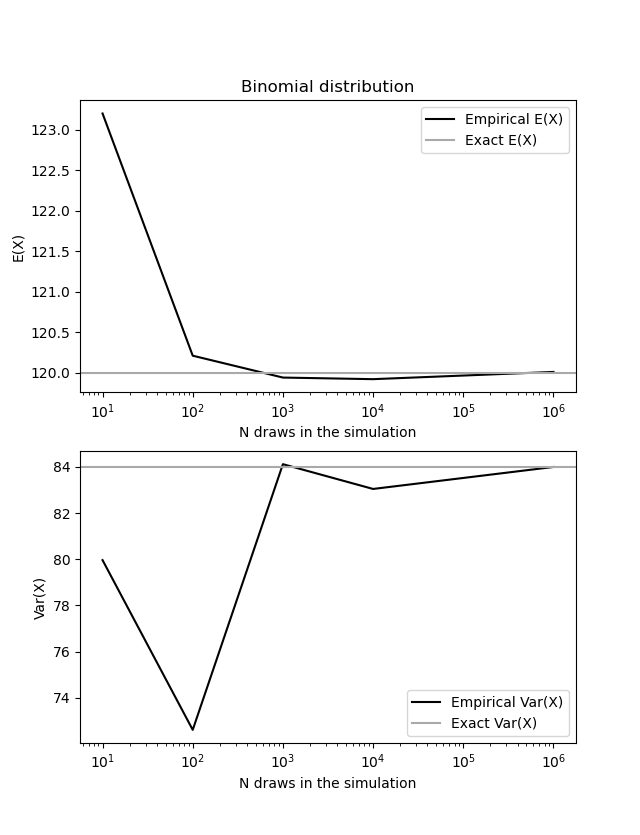 Binomial distribution
Empirical E(X)
Exact E(X)
E(X)
123.0
122.5
122.0
121.5
121.0
120.5
120.0
10¹ 10² 10³ 10⁴ 10⁵ 10⁶
N draws in the simulation
Var(X)
84
82
80
78
76
74
Empirical Var(X)
Exact Var(X)
10¹ 10² 10³ 10⁴ 10⁵ 10⁶
N draws in the simulation